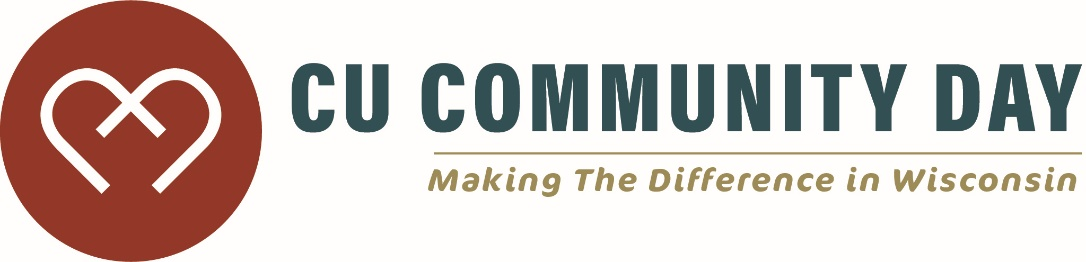 CU COMMUNITY DAY
Making The Difference in Wisconsin